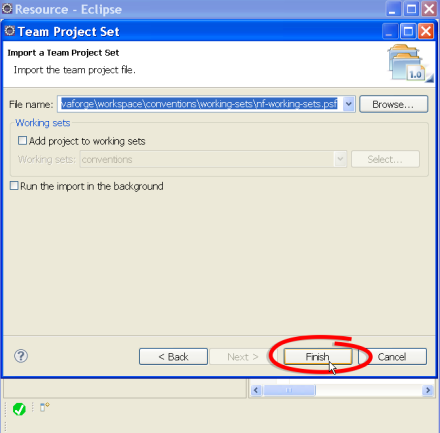 Resource - Eclipse
Team Project Set
Import a Team Project Set
Import the team project file.
1.0
File name: vaforge\workspace\conventions\working-sets\nf-working-sets.psf Browse...
Working sets
Add project to working sets
Working sets: conventions Select...
Run the import in the background
? < Back Next > Finish Cancel